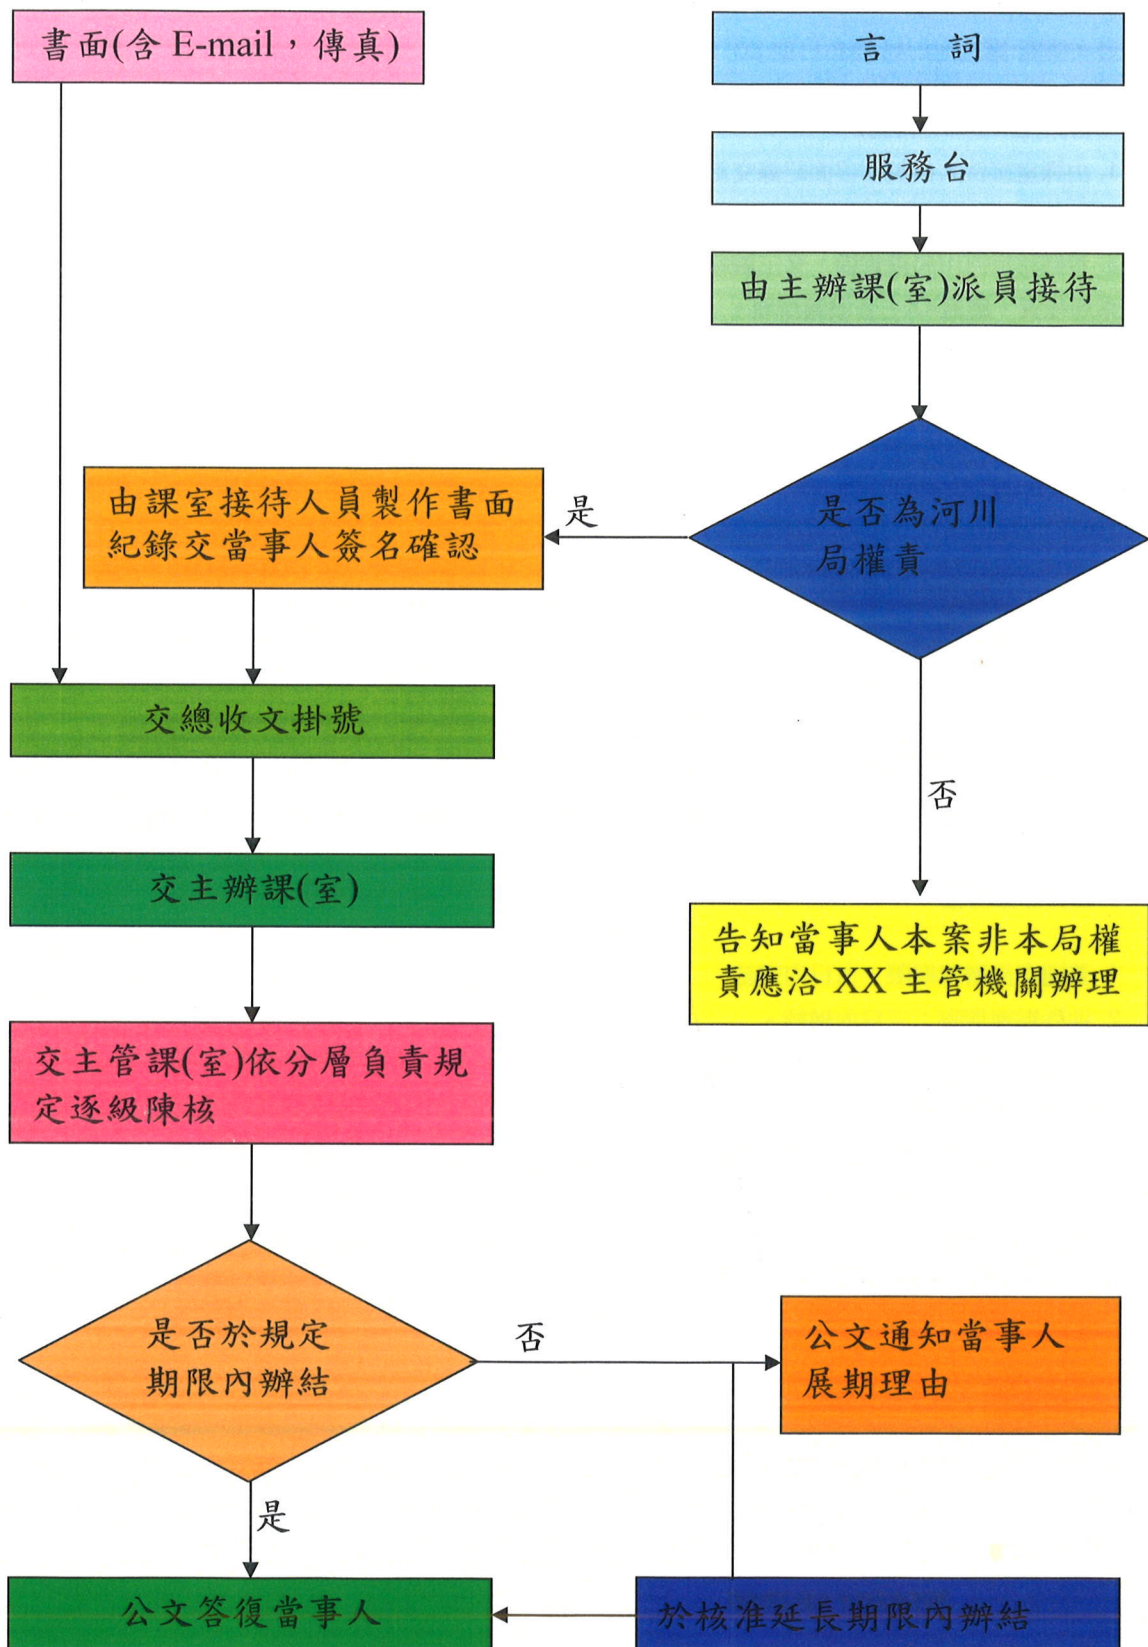 書面(含 E-mail，傳真)
言 詞
服務台
由主辦課(室)派員接待
是否為河川
局權責
是
由課室接待人員製作書面
紀錄交當事人簽名確認
否
告知當事人本案非本局權
責應洽 XX 主管機關辦理
交總收文掛號
交主辦課(室)
交主管課(室)依分層負責規
定逐級陳核
是否於規定
期限內辦結
否
公文通知當事人
展期理由
是
公文答復當事人
於核准延長期限內辦結